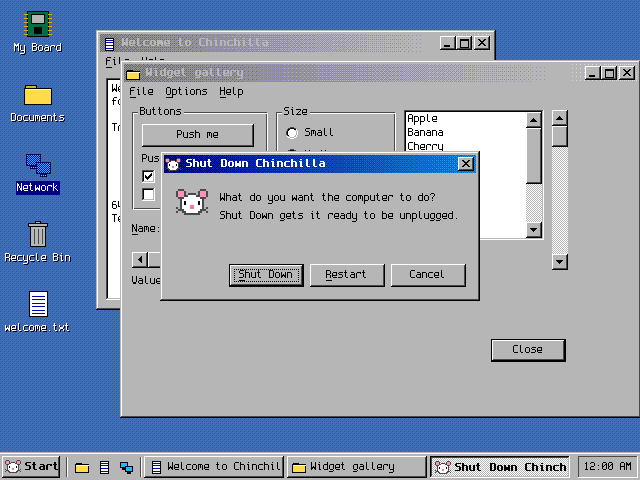 My Board
Documents
Network
Recycle Bin
welcome.txt
Welcome to Chinchilla
File
Widget gallery
File Options Help
Buttons
Push me
Size
Small
Apple
Banana
Cherry
Name:
Value
Close
Shut Down Chinchilla
What do you want the computer to do?
Shut Down gets it ready to be unplugged.
Shut Down
Restart
Cancel
Start
Welcome to Chinchil
Widget gallery
Shut Down Chinch
12:00 AM